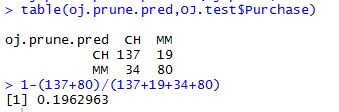 > table(oj.prune.pred,OJ.test$Purchase)
oj.prune.pred  CH  MM
           CH 137  19
           MM  34  80
> 1-(137+80)/(137+19+34+80)
[1] 0.1962963